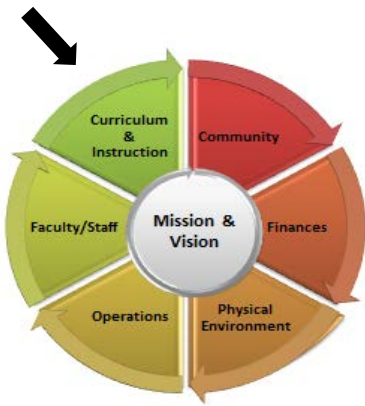 Curriculum
&
Instruction
Community
Faculty/Staff
Mission &
Vision
Finances
Operations
Physical
Environment